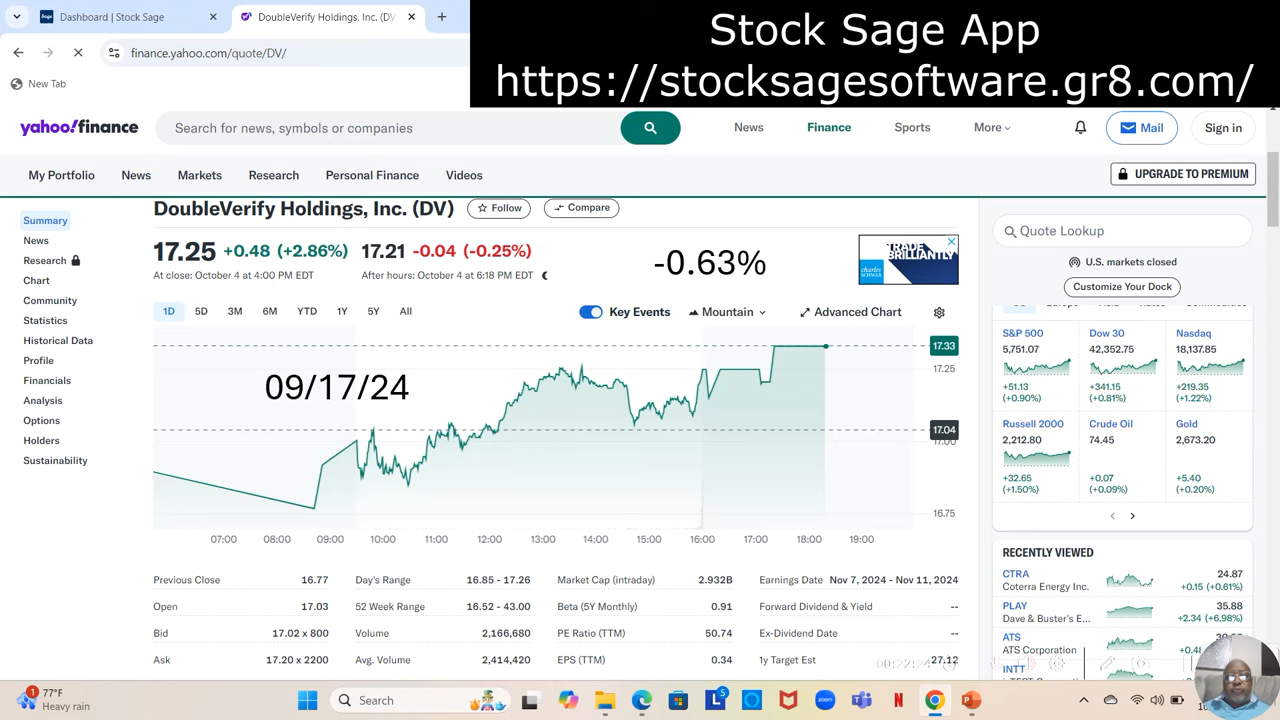 Dashboard | Stock Sage
DoubleVerify Holdings, Inc. (DV)
Stock Sage App
https://stocksagesoftware.gr8.com/
finance.yahoo.com/quote/DV/
New Tab
yahoo!finance
Search for news, symbols or companies
News Finance Sports More
Mail
Sign in
My Portfolio News Markets Research Personal Finance Videos
UPGRADE TO PREMIUM
DoubleVerify Holdings, Inc. (DV)
Follow
Compare
17.25 +0.48 (+2.86%) 17.21 -0.04 (-0.25%)
At close: October 4 at 4:00 PM EDT After hours: October 4 at 6:18 PM EDT
-0.63%
TRADE
BRILLIANTLY
charles
SCHWAB
Summary
News
Research
Chart
Community
Statistics
Historical Data
Profile
Financials
Analysis
Options
Holders
Sustainability
1D 5D 3M 6M YTD 1Y 5Y All
Key Events Mountain Advanced Chart
09/17/24
17.33
17.25
17.04
17.00
16.75
07:00 08:00 09:00 10:00 11:00 12:00 13:00 14:00 15:00 16:00 17:00 18:00 19:00
Previous Close 16.77 Day's Range 16.85 - 17.26 Market Cap (intraday) 2.932B Earnings Date Nov 7, 2024 - Nov 11, 2024
Open 17.03 52 Week Range 16.52 - 43.00 Beta (5Y Monthly) 0.91 Forward Dividend & Yield --
Bid 17.02 x 800 Volume 2,166,680 PE Ratio (TTM) 50.74 Ex-Dividend Date --
Ask 17.20 x 2200 Avg. Volume 2,414,420 EPS (TTM) 0.34 1y Target Est 27.12
00:22:24
Quote Lookup
U.S. markets closed
Customize Your Dock
S&P 500 Dow 30 Nasdaq
5,751.07 42,352.75 18,137.85
+51.13 +341.15 +219.35
(+0.90%) (+0.81%) (+1.22%)
Russell 2000 Crude Oil Gold
2,212.80 74.45 2,673.20
+32.65 +0.07 +5.40
(+1.50%) (+0.09%) (+0.20%)
RECENTLY VIEWED
CTRA 24.87
Coterra Energy Inc. +0.15 (+0.61%)
PLAY 35.88
Dave & Buster's E... +2.34 (+6.98%)
ATS
ATS Corporation
INTT
1
77°F
Heavy rain
Search
5